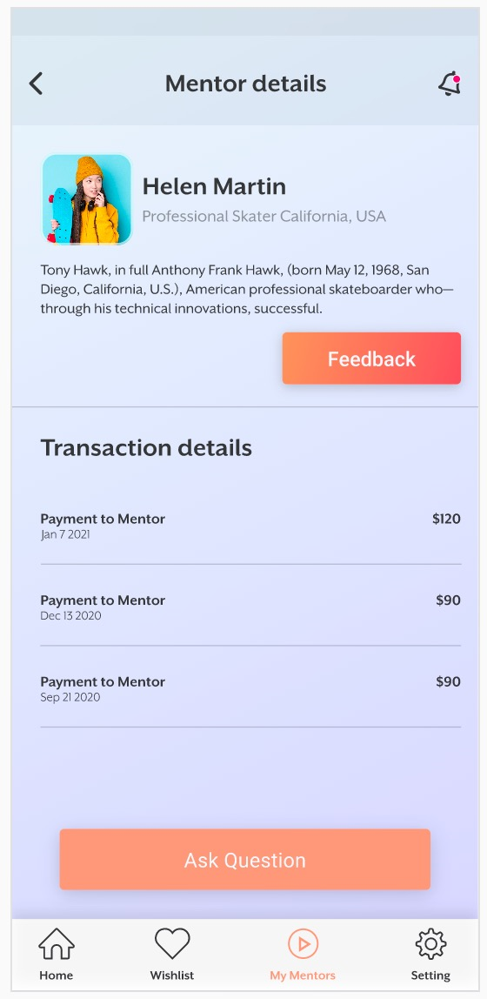 Mentor details
Helen Martin
Professional Skater California, USA
Tony Hawk, in full Anthony Frank Hawk, (born May 12, 1968, San
Diego, California, U.S.), American professional skateboarder who—
through his technical innovations, successful.
Feedback
Transaction details
Payment to Mentor $120
Jan 7 2021
Payment to Mentor $90
Dec 13 2020
Payment to Mentor $90
Sep 21 2020
Ask Question
Home Wishlist My Mentors Setting